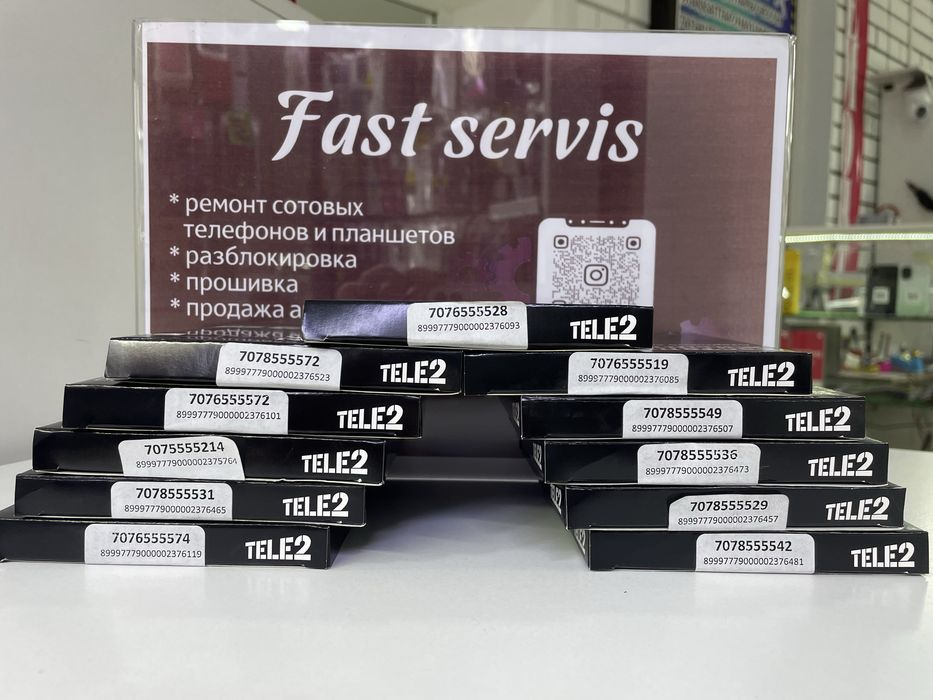 Fast servis
* ремонт сотовых
телефонов и планшетов
* разблокировка
* прошивка
* продажа а
7076555528
89997779000002376093
TELE2
7078555572
89997779000002376523
TELE2
7076555519
89997779000002376085
TELE2
7076555572
89997779000002376101
TELE2
7078555549
89997779000002376507
TELE2
7075555214
89997779000002375764
TELE2
7078555536
89997779000002376473
TELE2
7078555531
89997779000002376465
TELE2
7078555529
89997779000002376457
TELE2
7076555574
89997779000002376119
TELE2
7078555542
89997779000002376481
TELE2